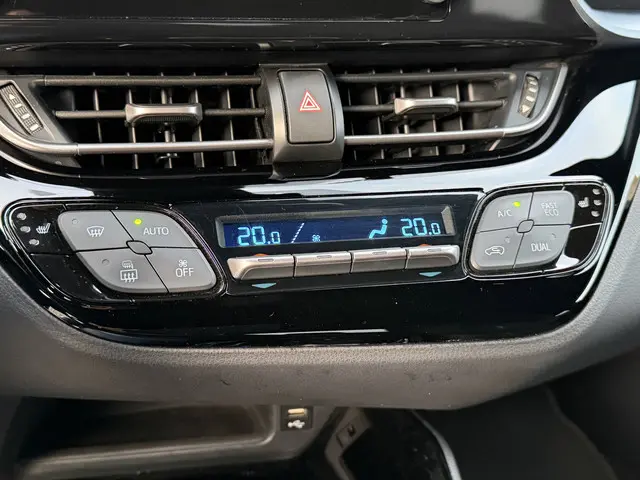 20.0 20.0
AUTO
OFF
A/C FAST/ECO
DUAL